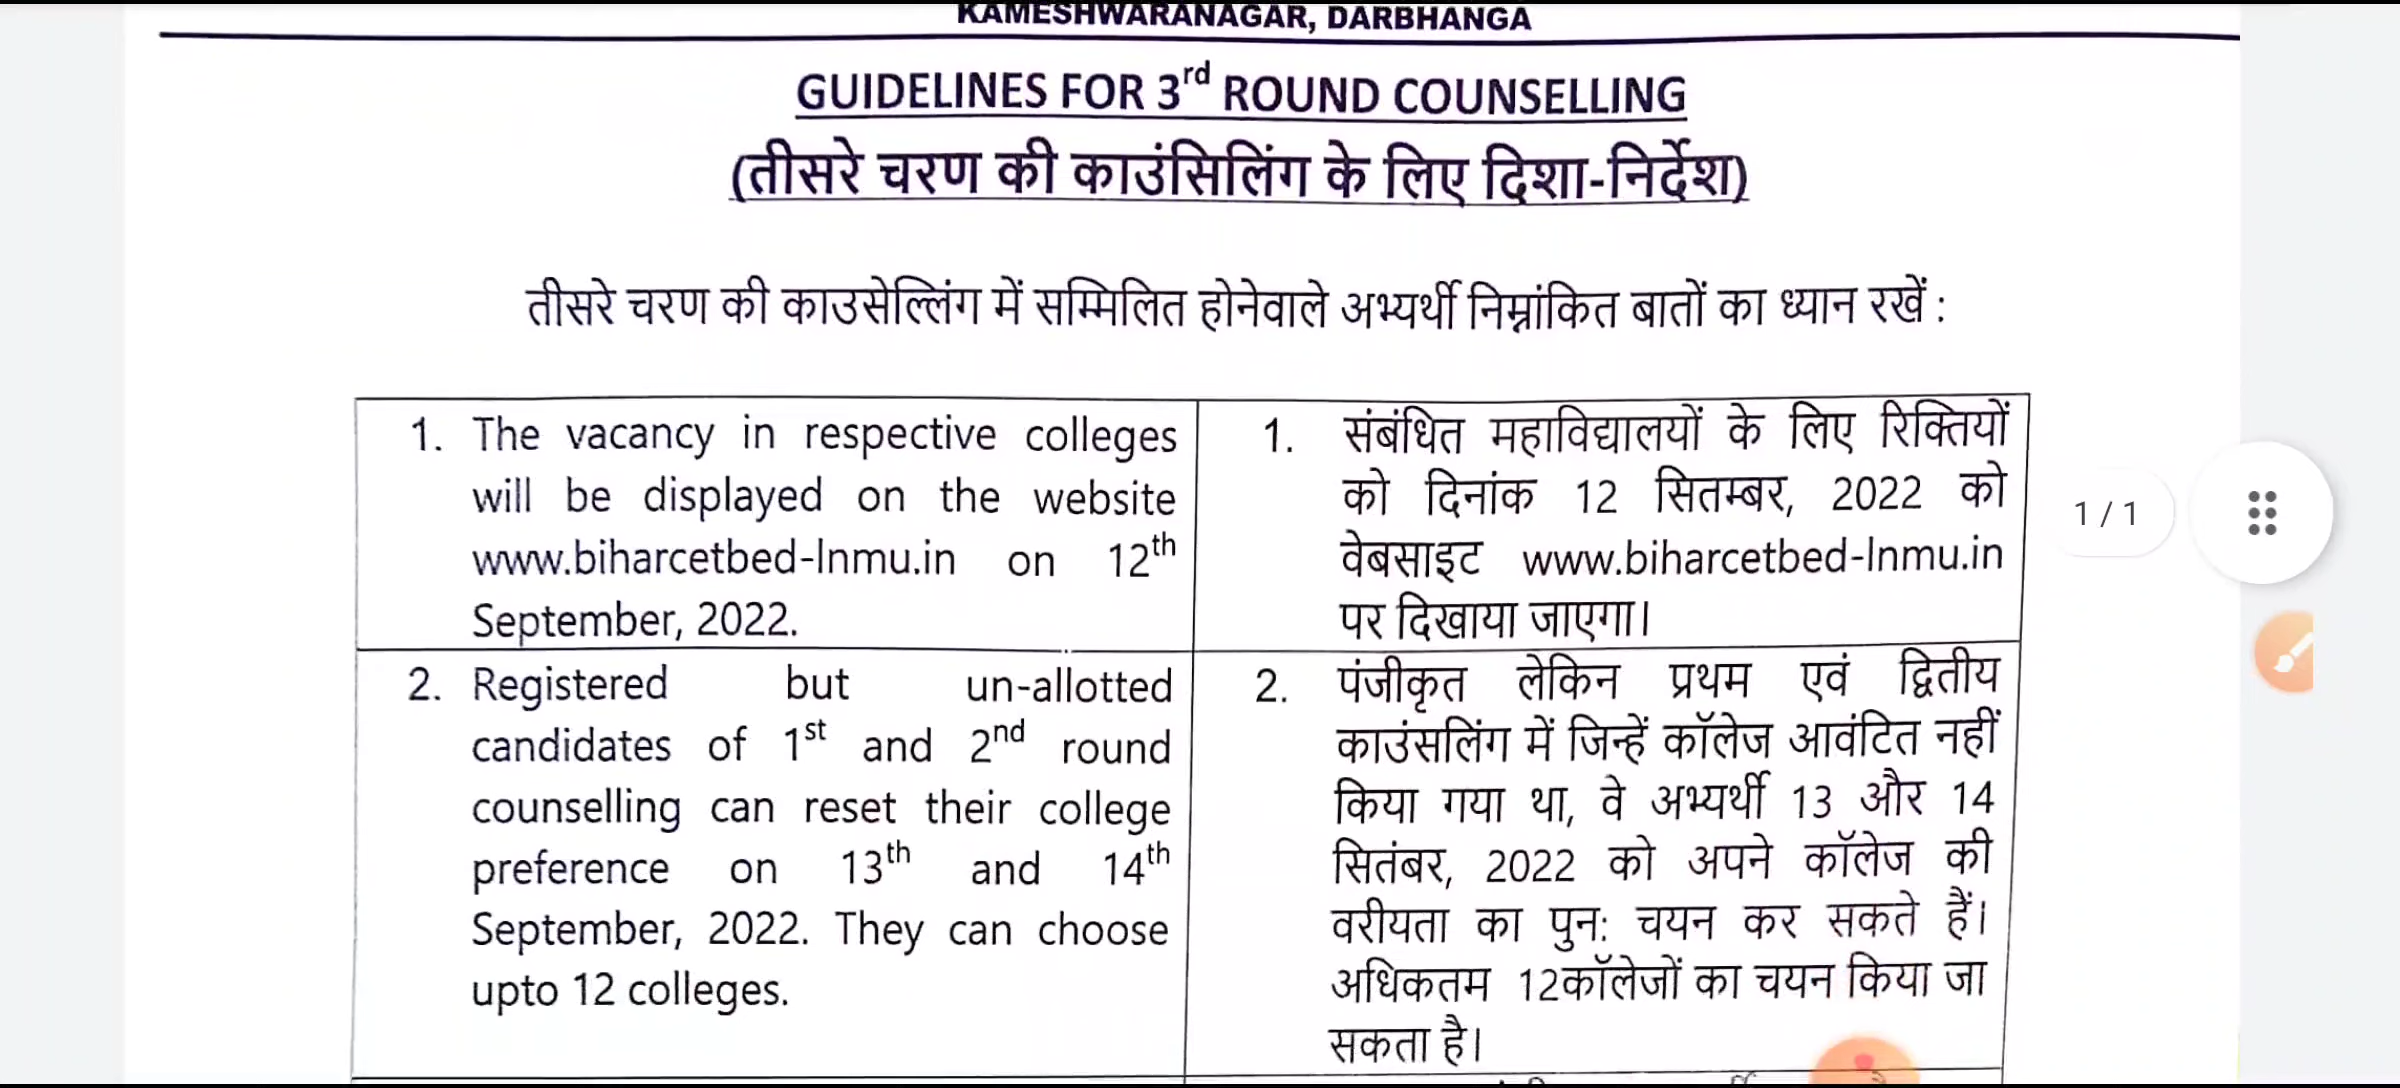 KAMESHWARANAGAR, DARBHANGA
GUIDELINES FOR 3rd ROUND COUNSELLING
(तीसरे चरण की काउंसिलिंग के लिए दिशा-निर्देश)
तीसरे चरण की काउसेल्लिंग में सम्मिलित होनेवाले अभ्यर्थी निम्नांकित बातों का ध्यान रखें :
1. The vacancy in respective colleges
will be displayed on the website
www.biharcetbed-lnmu.in on 12th
September, 2022.
1. संबंधित महाविद्यालयों के लिए रिक्तियों
को दिनांक 12 सितम्बर, 2022 को
वेबसाइट www.biharcetbed-lnmu.in
पर दिखाया जाएगा।
2. Registered but un-allotted
candidates of 1st and 2nd round
counselling can reset their college
preference on 13th and 14th
September, 2022. They can choose
upto 12 colleges.
2. पंजीकृत लेकिन प्रथम एवं द्वितीय
काउंसलिंग में जिन्हें कॉलेज आवंटित नहीं
किया गया था, वे अभ्यर्थी 13 और 14
सितंबर, 2022 को अपने कॉलेज की
वरीयता का पुन: चयन कर सकते हैं।
अधिकतम 12कॉलेजों का चयन किया जा
सकता है।
1 / 1